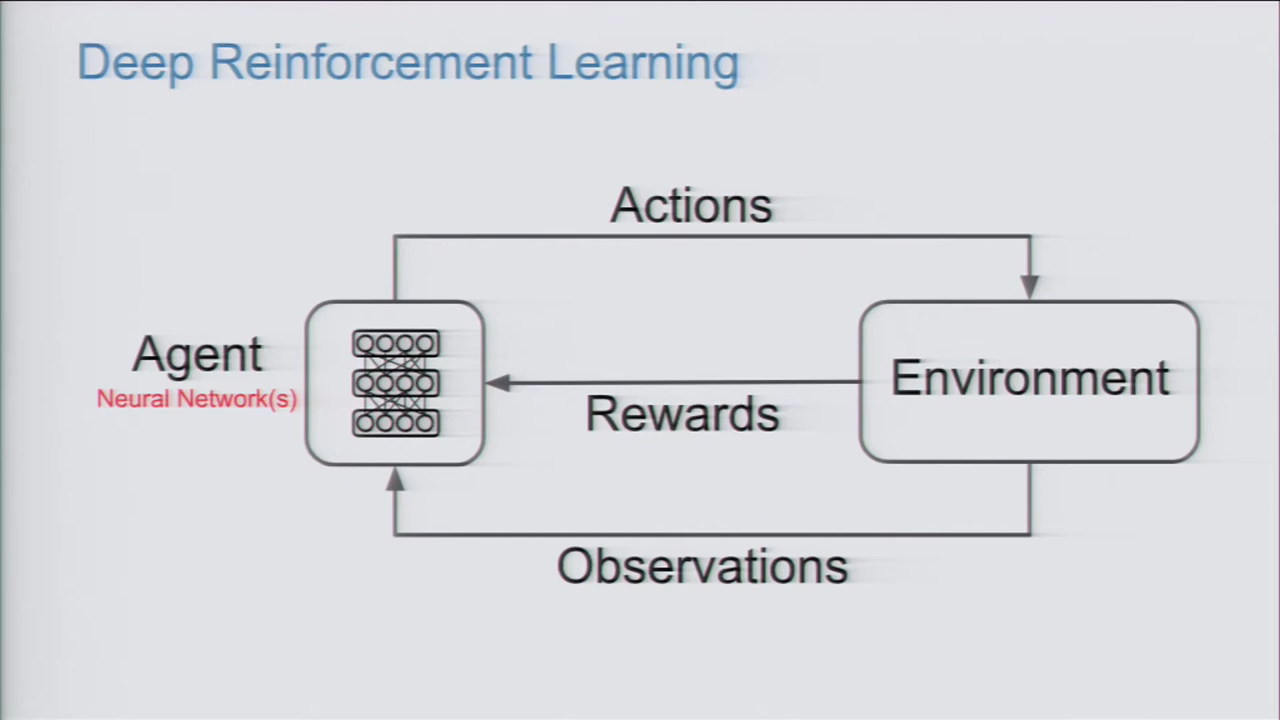 Deep Reinforcement Learning
Actions
Agent
Neural Network(s)
Environment
Rewards
Observations